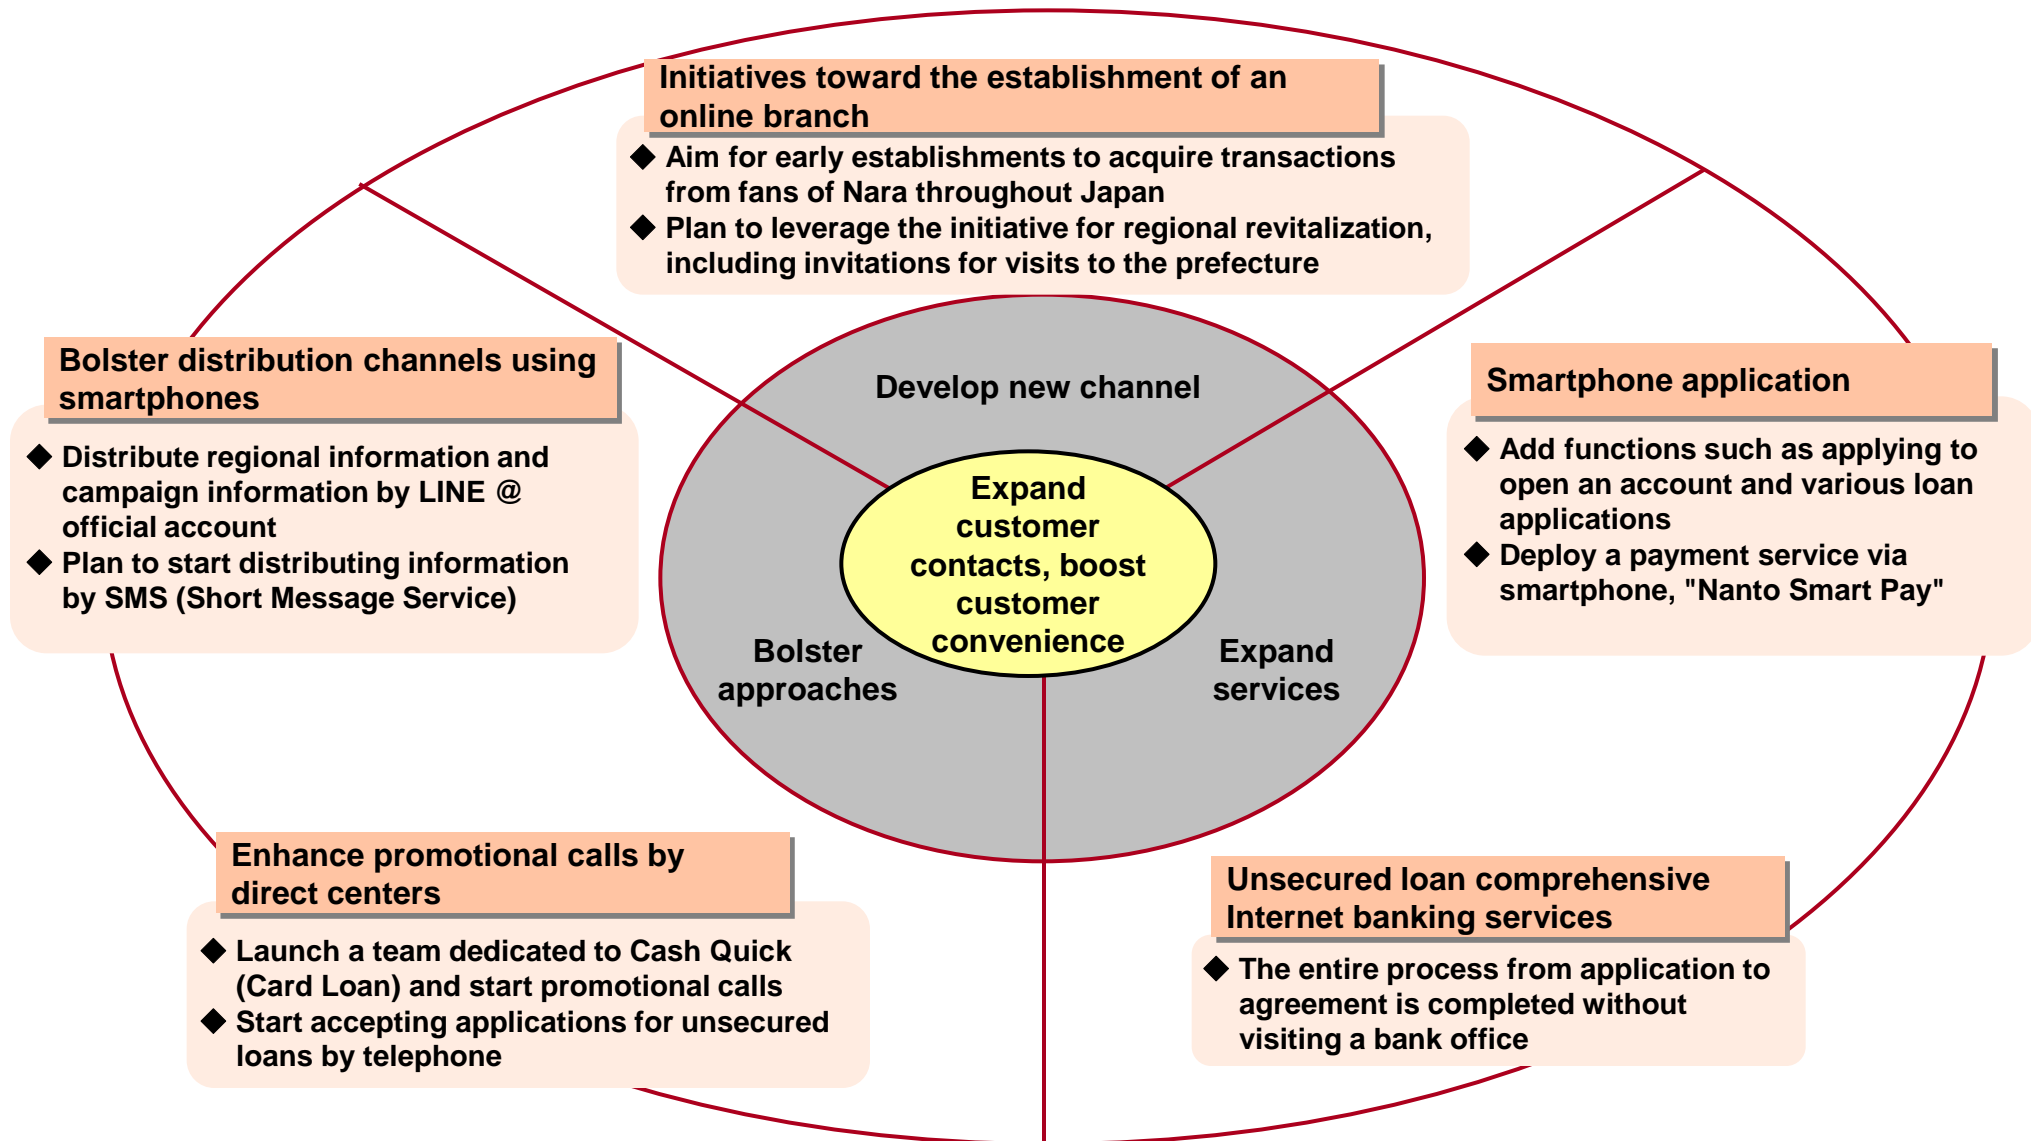 Initiatives toward the establishment of an
online branch
◆ Aim for early establishments to acquire transactions
from fans of Nara throughout Japan
◆ Plan to leverage the initiative for regional revitalization,
including invitations for visits to the prefecture
Bolster distribution channels using
smartphones
◆ Distribute regional information and
campaign information by LINE @
official account
◆ Plan to start distributing information
by SMS (Short Message Service)
Develop new channel
Expand
customer
contacts, boost
customer
convenience
Bolster
approaches
Expand
services
Smartphone application
◆ Add functions such as applying to
open an account and various loan
applications
◆ Deploy a payment service via
smartphone, "Nanto Smart Pay"
Enhance promotional calls by
direct centers
◆ Launch a team dedicated to Cash Quick
(Card Loan) and start promotional calls
◆ Start accepting applications for unsecured
loans by telephone
Unsecured loan comprehensive
Internet banking services
◆ The entire process from application to
agreement is completed without
visiting a bank office